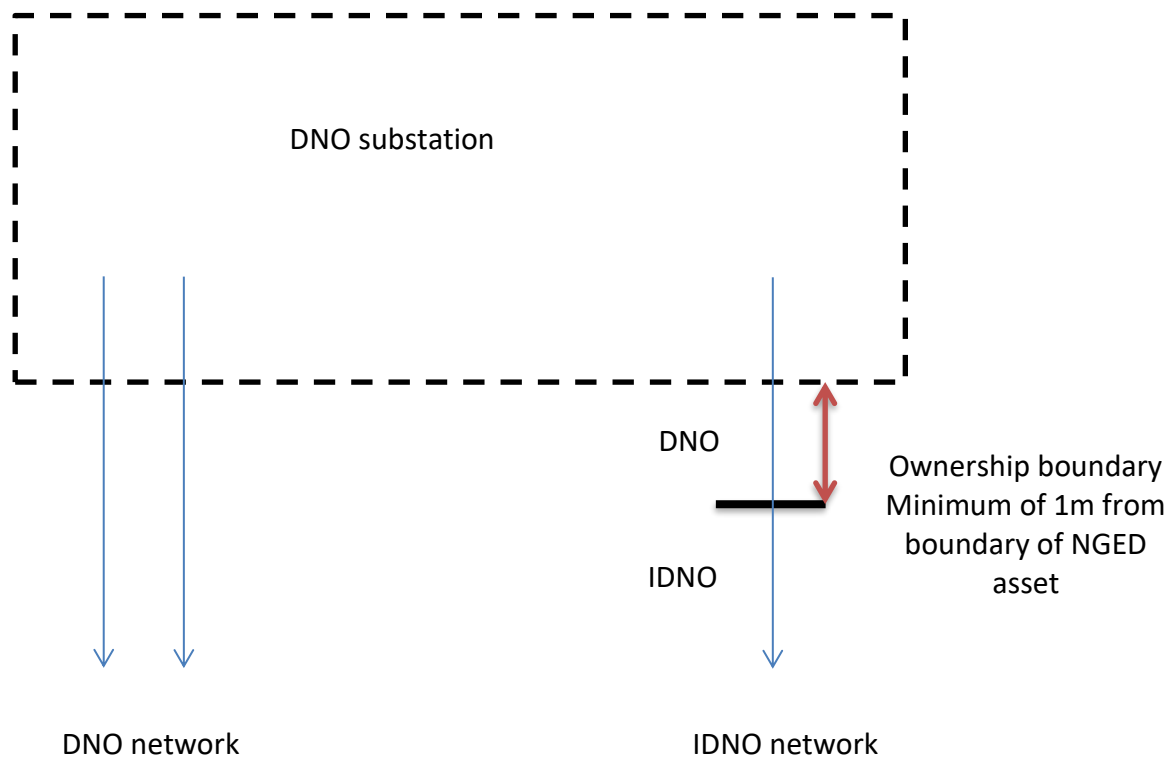 DNO substation
DNO
Ownership boundary
Minimum of 1m from
boundary of NGED
asset
IDNO
DNO network
IDNO network